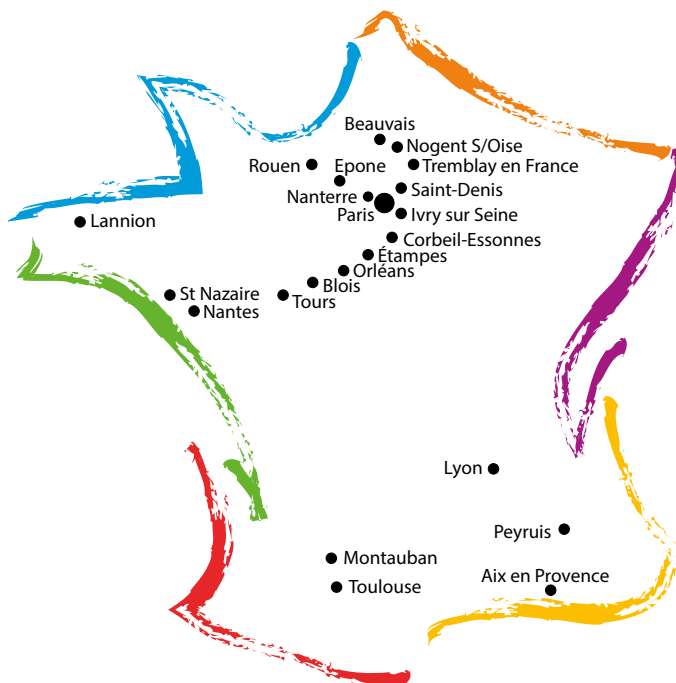 Beauvais
Nogent S/Oise
Rouen
Epone
Tremblay en France
Nanterre
Saint-Denis
Paris
Ivry sur Seine
Lannion
Corbeil-Essonnes
Étampes
Orléans
Blois
St Nazaire
Tours
Nantes
Lyon
Peyruis
Montauban
Aix en Provence
Toulouse